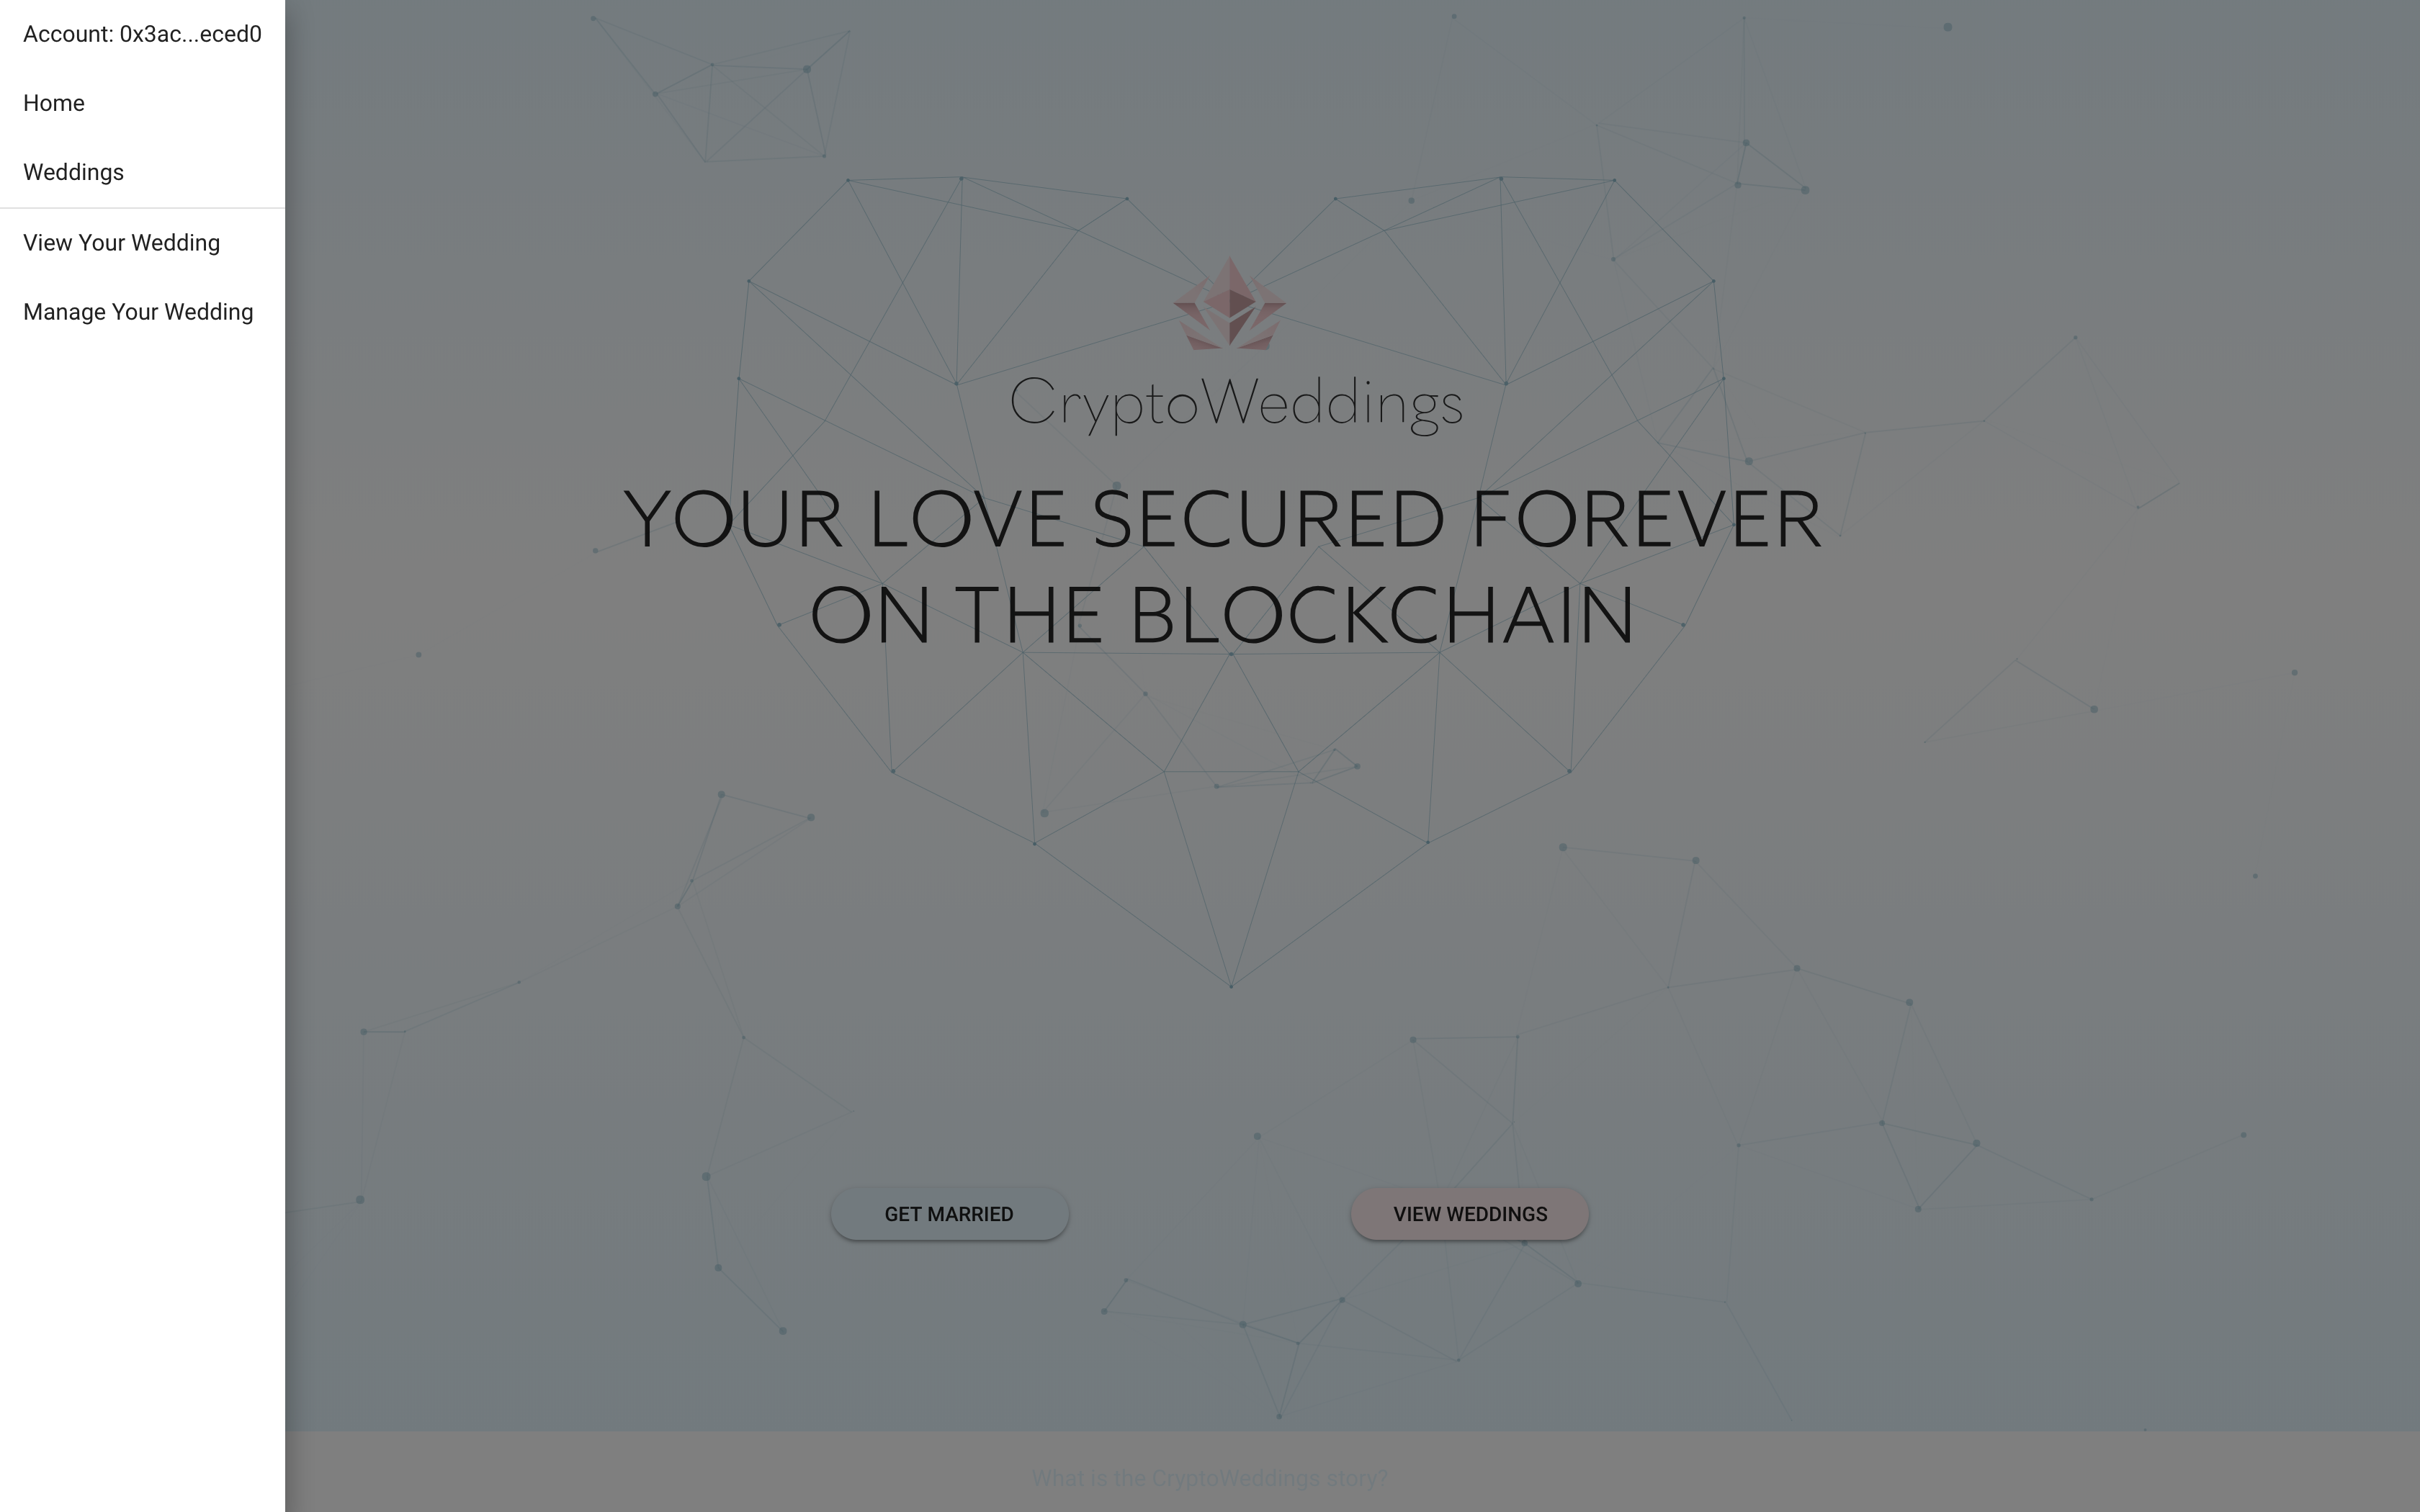 Account: 0x3ac...eced0
Home
Weddings
View Your Wedding
Manage Your Wedding
CryptoWeddings
YOUR LOVE SECURED FOREVER
ON THE BLOCKCHAIN
GET MARRIED
VIEW WEDDINGS
What is the CryptoWeddings story?